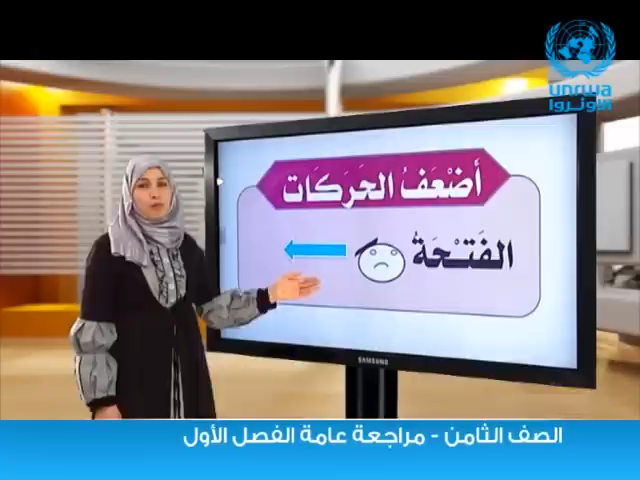 unrwa
الأونروا
أضْعَفُ الحَرَكَات
الفَتْحَةُ
SAMSUNG
الصف الثامن - مراجعة عامة الفصل الأول